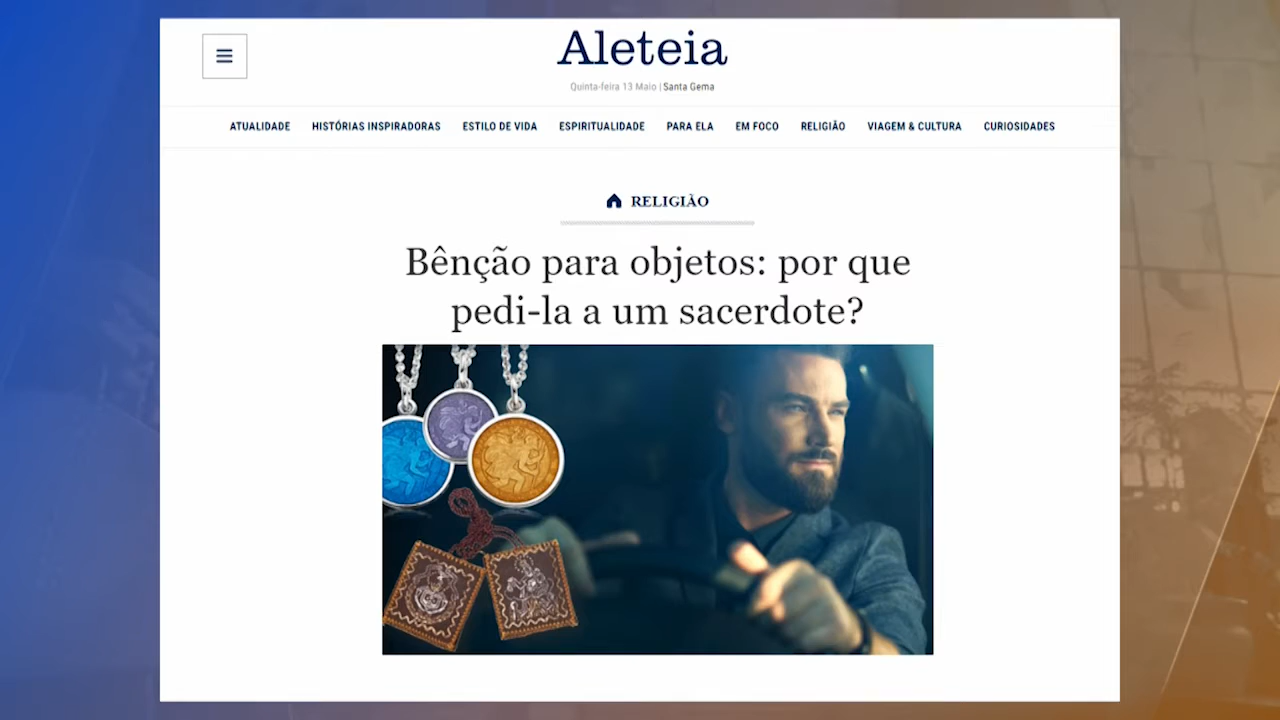 Aleteia
Quinta-feira 13 Maio | Santa Gema
ATUALIDADE HISTÓRIAS INSPIRADORAS ESTILO DE VIDA ESPIRITUALIDADE PARA ELA EM FOCO RELIGIÃO VIAGEM & CULTURA CURIOSIDADES
RELIGIÃO
Bênção para objetos: por que
pedi-la a um sacerdote?